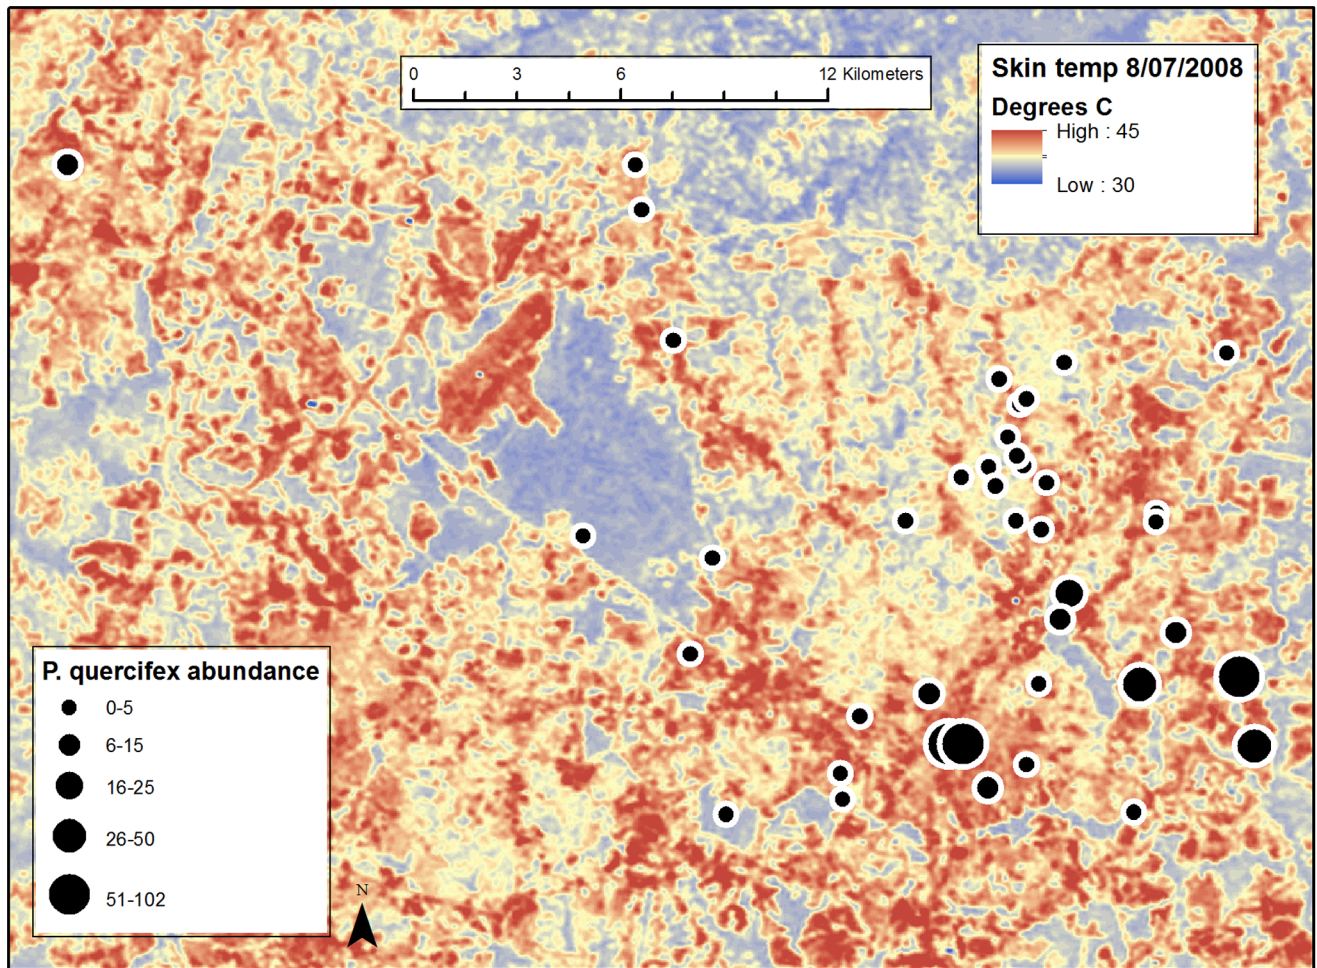 0 3 6 12 Kilometers
Skin temp 8/07/2008
Degrees C
High : 45
Low : 30
P. quercifex abundance
0-5
6-15
16-25
26-50
51-102
N